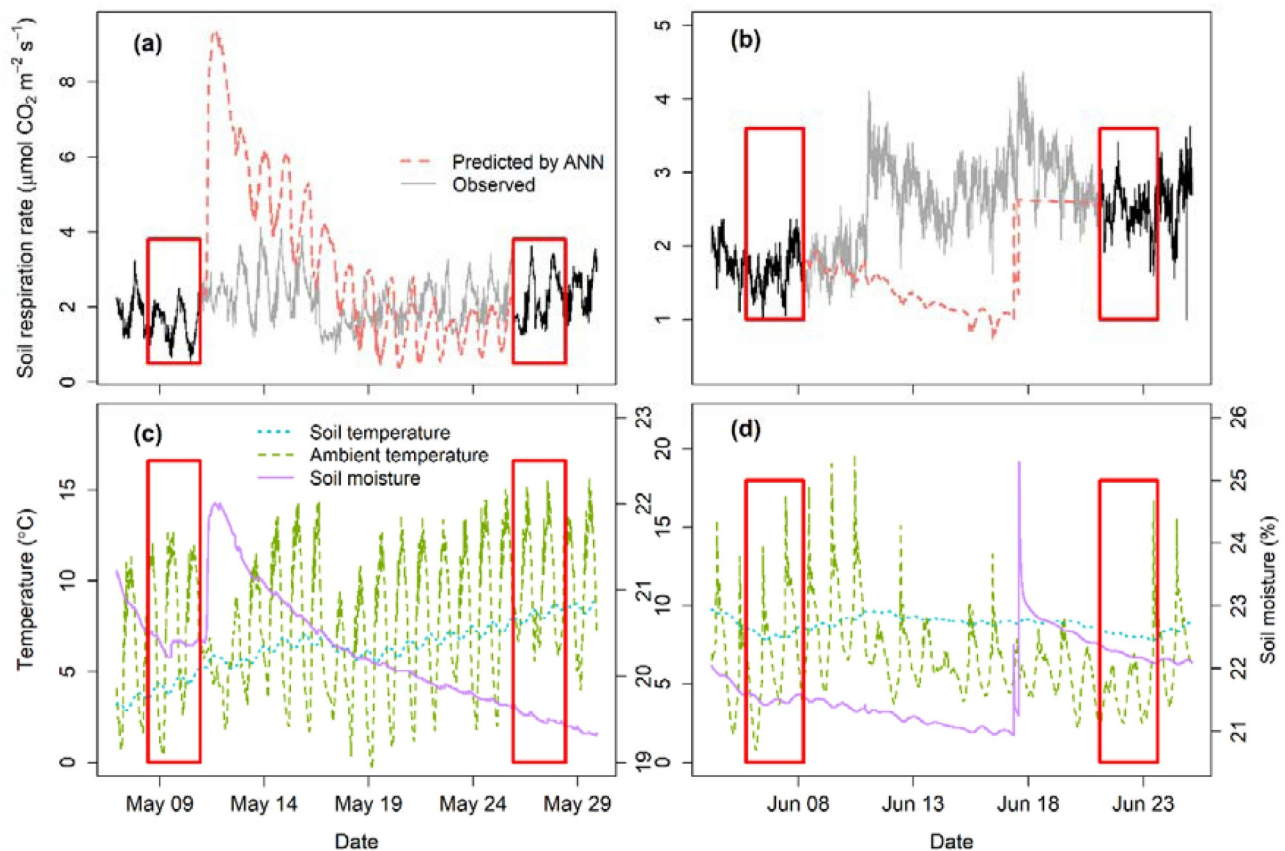 Soil respiration rate (μmol CO₂ m⁻² s⁻¹)
(a)
8
6
4
2
0
Predicted by ANN
Observed
(b)
5
4
3
2
1
Temperature (°C)
(c)
15
10
5
0
Soil temperature
Ambient temperature
Soil moisture
23
22
21
20
19
May 09 May 14 May 19 May 24 May 29
Date
(d)
20
15
10
5
0
26
25
24
23
22
21
Soil moisture (%)
Jun 08 Jun 13 Jun 18 Jun 23
Date